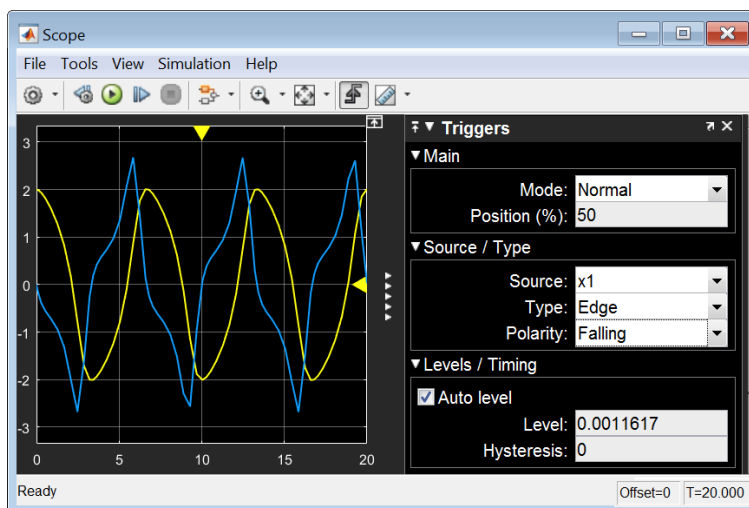 Scope
File Tools View Simulation Help
Triggers
Main
Mode: Normal
Position (%): 50
Source / Type
Source: x1
Type: Edge
Polarity: Falling
Levels / Timing
Auto level
Level: 0.0011617
Hysteresis: 0
3
2
1
0
-1
-2
-3
0 5 10 15 20
Ready Offset=0 T=20.000